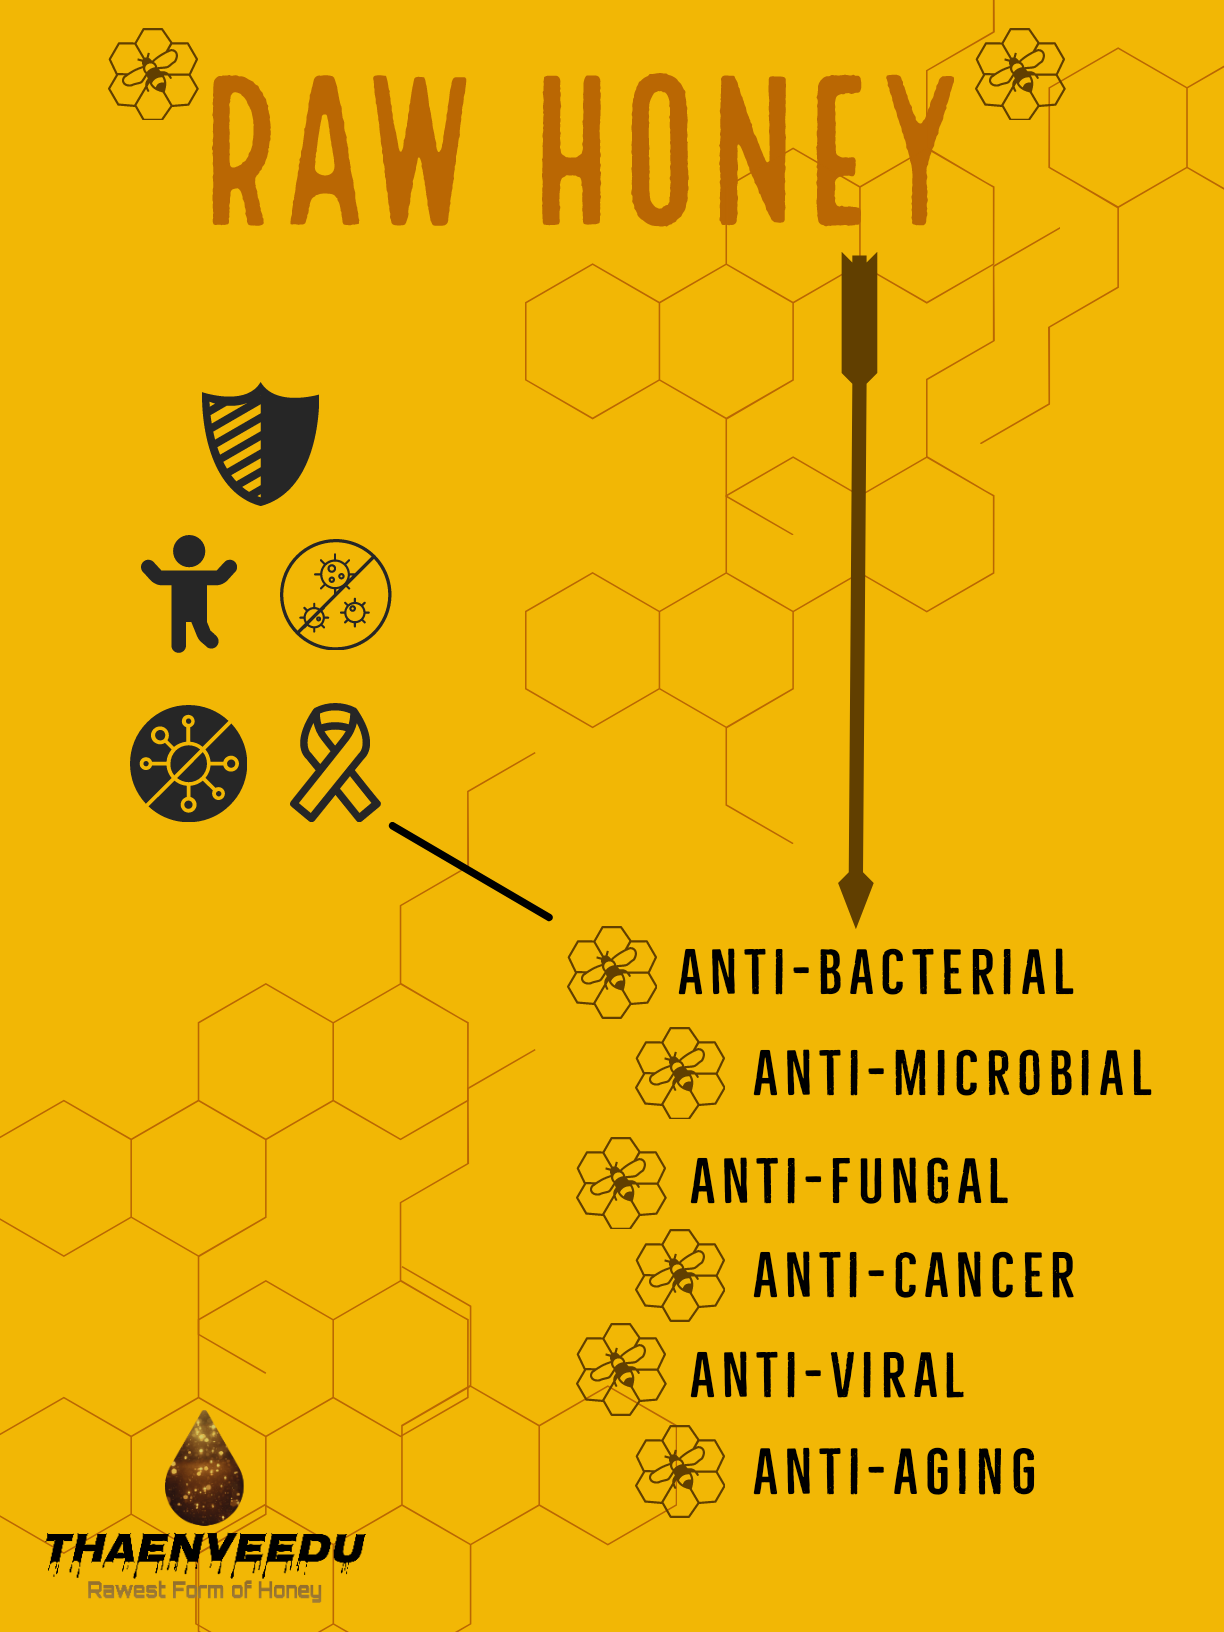 RAW HONEY
ANTI-BACTERIAL
ANTI-MICROBIAL
ANTI-FUNGAL
ANTI-CANCER
ANTI-VIRAL
ANTI-AGING
THAENVEEDU
Rawest Form of Honey